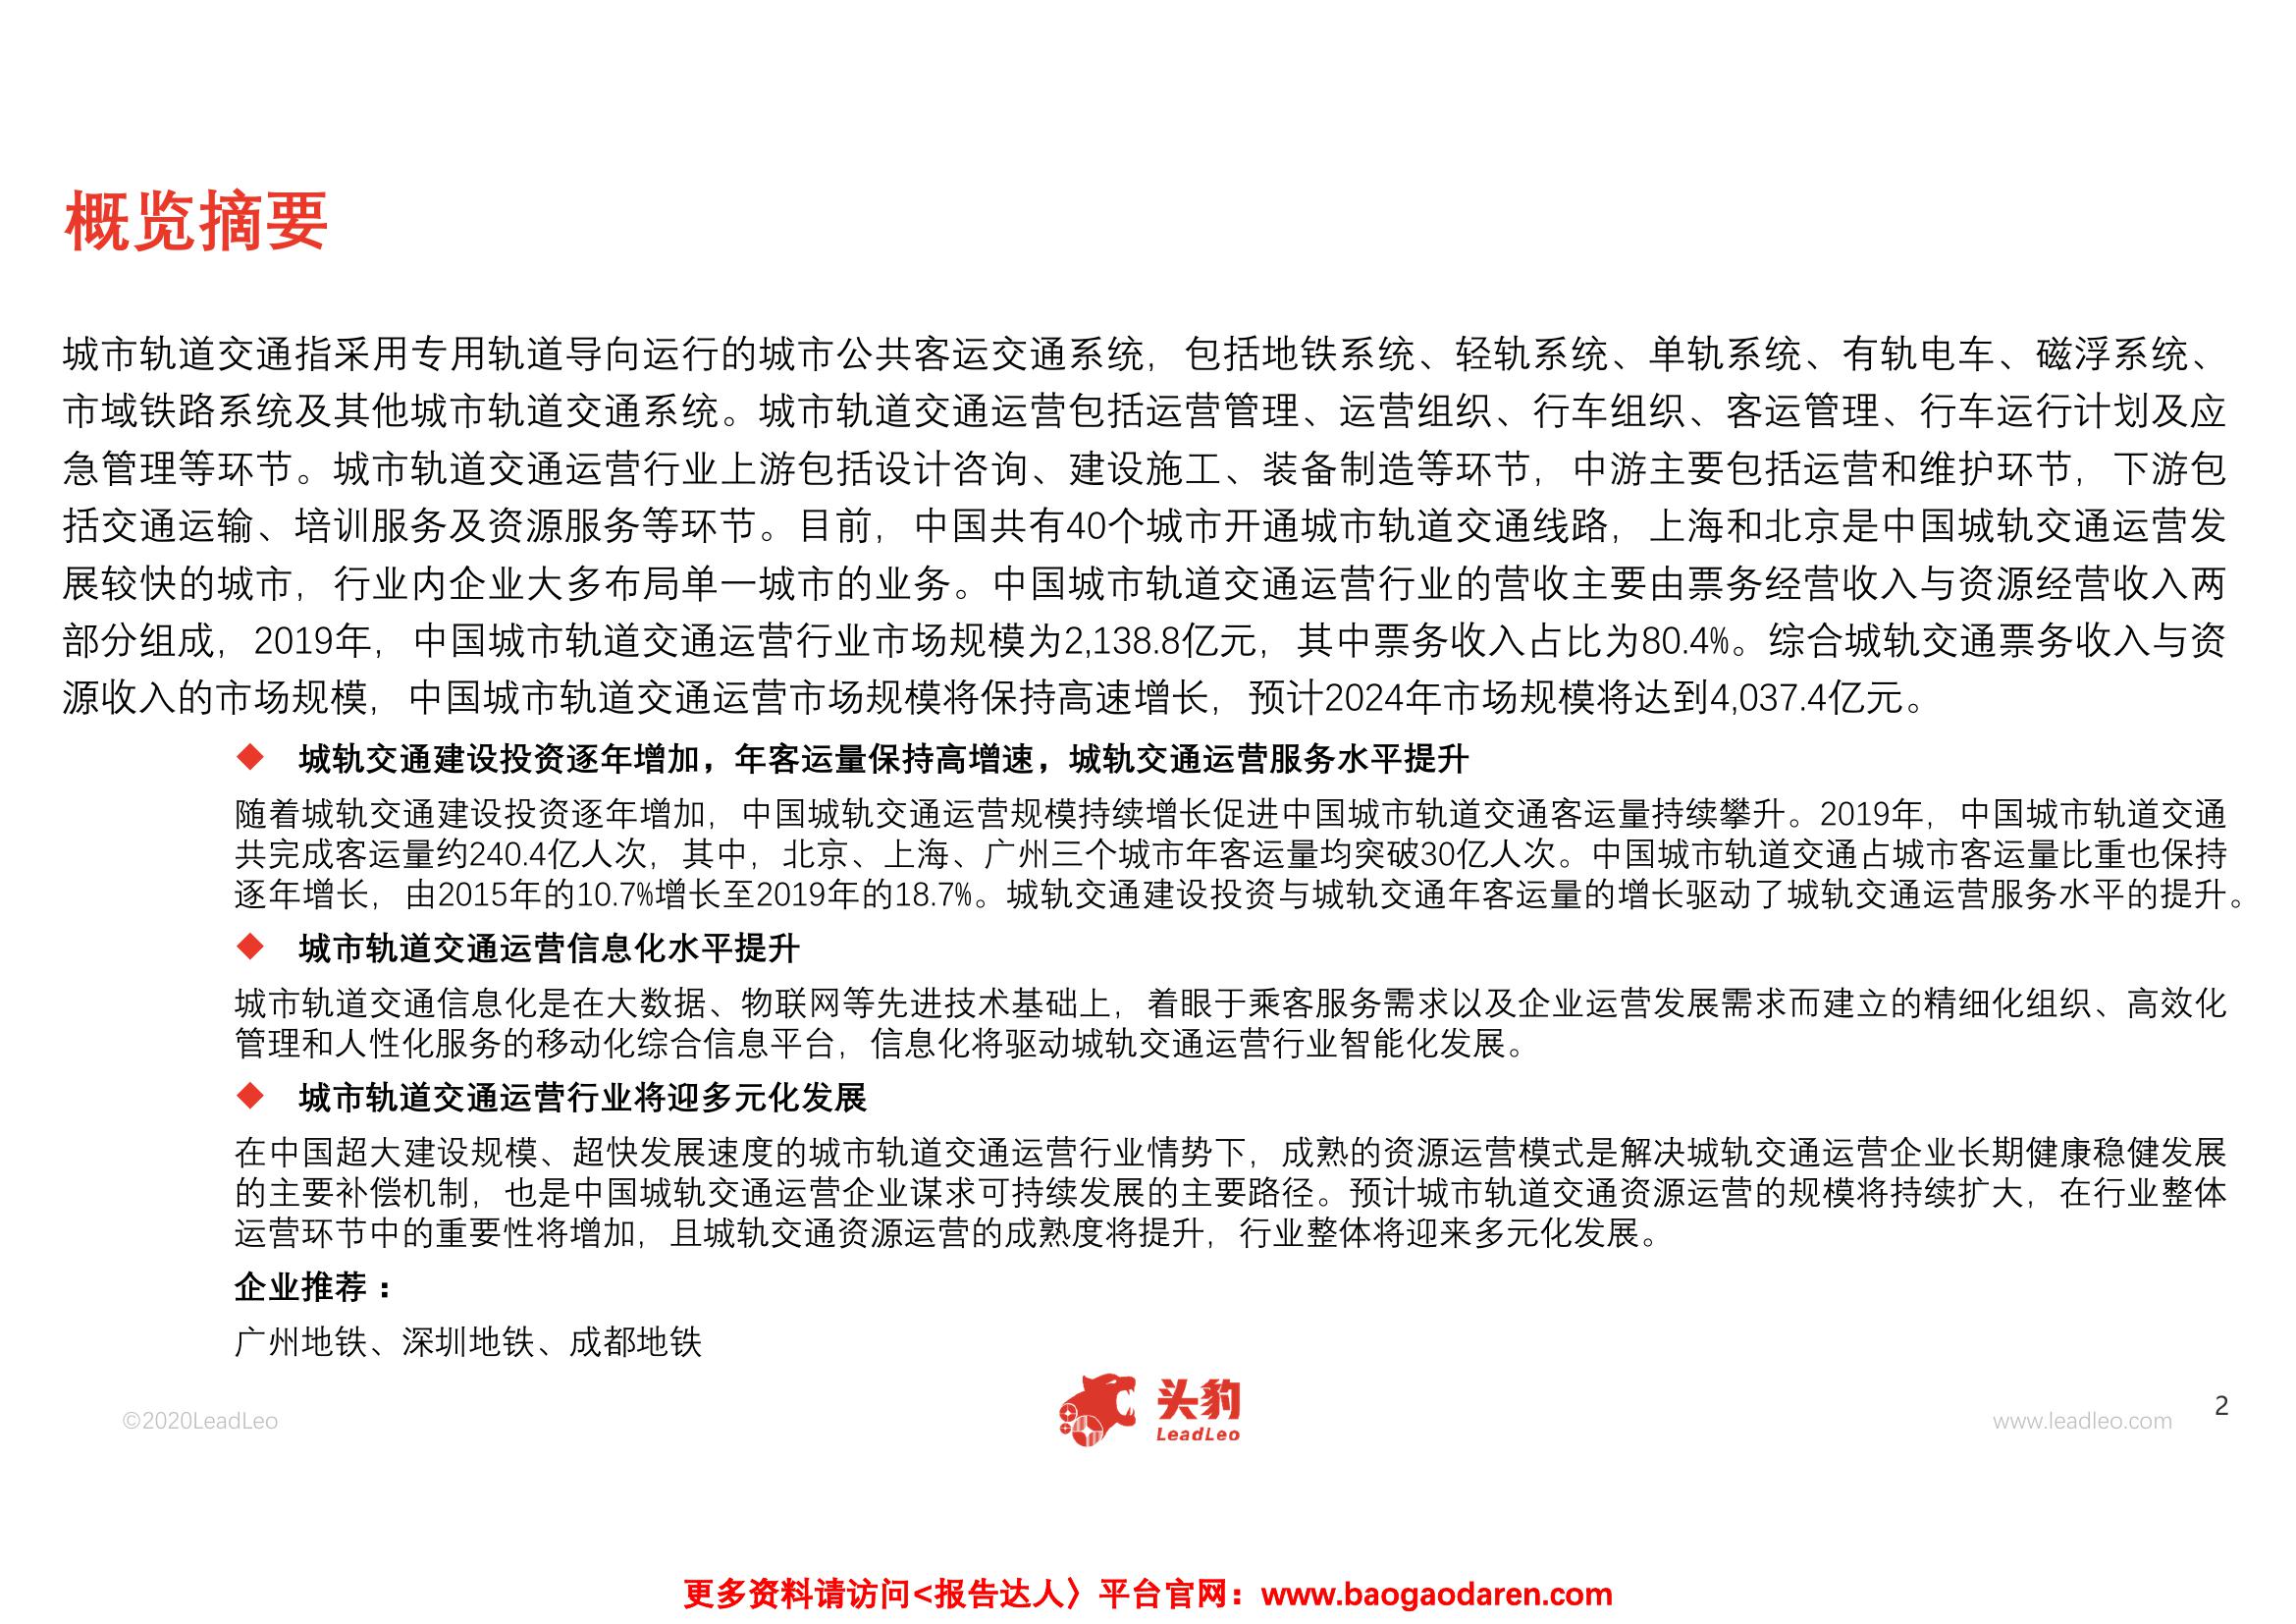 概览摘要
城市轨道交通指采用专用轨道导向运行的城市公共客运交通系统，包括地铁系统、轻轨系统、单轨系统、有轨电车、磁浮系统、
市域铁路系统及其他城市轨道交通系统。城市轨道交通运营包括运营管理、运营组织、行车组织、客运管理、行车运行计划及应
急管理等环节。城市轨道交通运营行业上游包括设计咨询、建设施工、装备制造等环节，中游主要包括运营和维护环节，下游包
括交通运输、培训服务及资源服务等环节。目前，中国共有40个城市开通城市轨道交通线路，上海和北京是中国城轨交通运营发
展较快的城市，行业内企业大多布局单一城市的业务。中国城市轨道交通运营行业的营收主要由票务经营收入与资源经营收入两
部分组成，2019年，中国城市轨道交通运营行业市场规模为2,138.8亿元，其中票务收入占比为80.4%。综合城轨交通票务收入与资
源收入的市场规模，中国城市轨道交通运营市场规模将保持高速增长，预计2024年市场规模将达到4,037.4亿元。
◆ 城轨交通建设投资逐年增加，年客运量保持高增速，城轨交通运营服务水平提升
随着城轨交通建设投资逐年增加，中国城轨交通运营规模持续增长促进中国城市轨道交通客运量持续攀升。2019年，中国城市轨道交通
共完成客运量约240.4亿人次，其中，北京、上海、广州三个城市年客运量均突破30亿人次。中国城市轨道交通占城市客运量比重也保持
逐年增长，由2015年的10.7%增长至2019年的18.7%。城轨交通建设投资与城轨交通年客运量的增长驱动了城轨交通运营服务水平的提升。
◆ 城市轨道交通运营信息化水平提升
城市轨道交通信息化是在大数据、物联网等先进技术基础上，着眼于乘客服务需求以及企业运营发展需求而建立的精细化组织、高效化
管理和人性化服务的移动化综合信息平台，信息化将驱动城轨交通运营行业智能化发展。
◆ 城市轨道交通运营行业将迎多元化发展
在中国超大建设规模、超快发展速度的城市轨道交通运营行业情势下，成熟的资源运营模式是解决城轨交通运营企业长期健康稳健发展
的主要补偿机制，也是中国城轨交通运营企业谋求可持续发展的主要路径。预计城市轨道交通资源运营的规模将持续扩大，在行业整体
运营环节中的重要性将增加，且城轨交通资源运营的成熟度将提升，行业整体将迎来多元化发展。
企业推荐：
广州地铁、深圳地铁、成都地铁
©2020LeadLeo
头豹
LeadLeo
www.leadleo.com
2
更多资料请访问<报告达人〉平台官网：www.baogaodaren.com